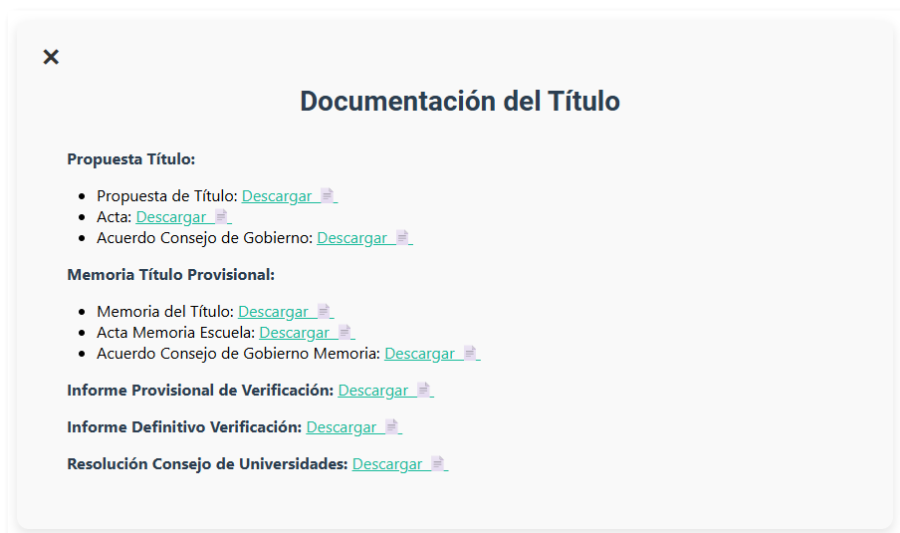 ×
Documentación del Título
Propuesta Título:
• Propuesta de Título: Descargar
• Acta: Descargar
• Acuerdo Consejo de Gobierno: Descargar
Memoria Título Provisional:
• Memoria del Título: Descargar
• Acta Memoria Escuela: Descargar
• Acuerdo Consejo de Gobierno Memoria: Descargar
Informe Provisional de Verificación: Descargar
Informe Definitivo Verificación: Descargar
Resolución Consejo de Universidades: Descargar